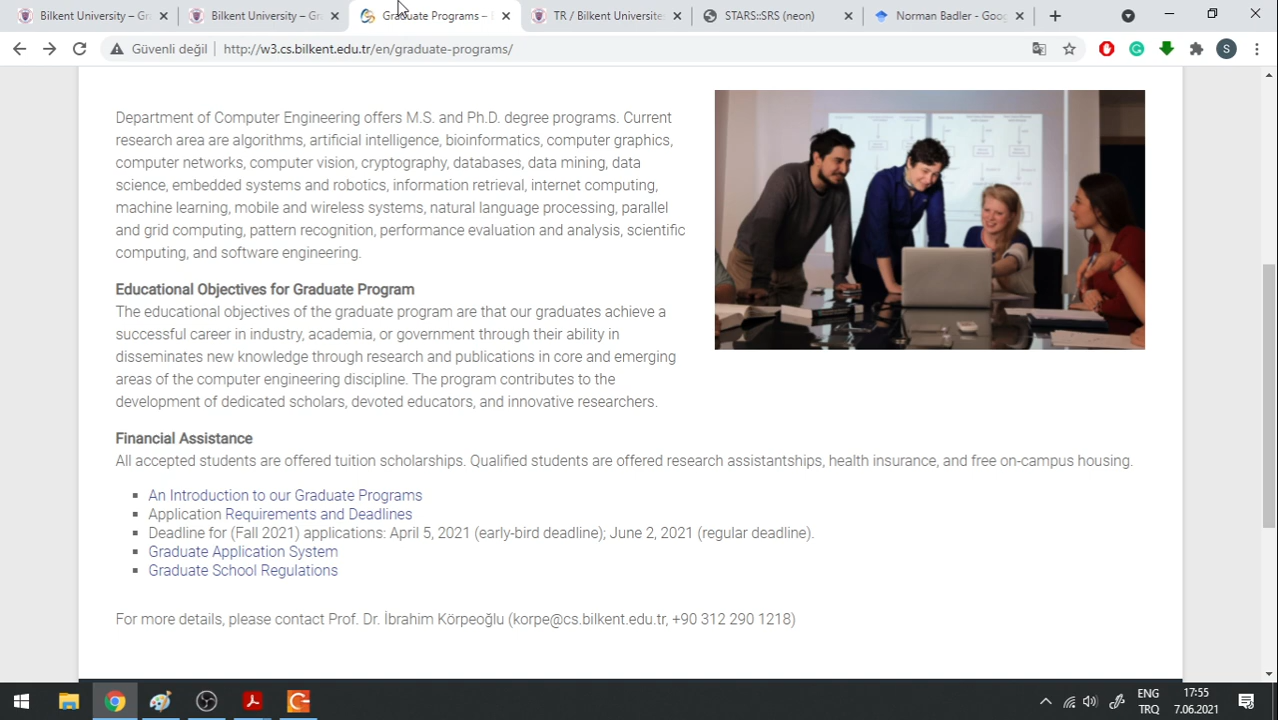 Bilkent University – Gra
Bilkent University – Gra
Graduate Programs –
TR / Bilkent Üniversites
STARS::SRS (neon)
Norman Badler - Goog
Güvenli değil
http://w3.cs.bilkent.edu.tr/en/graduate-programs/
S
Department of Computer Engineering offers M.S. and Ph.D. degree programs. Current
research area are algorithms, artificial intelligence, bioinformatics, computer graphics,
computer networks, computer vision, cryptography, databases, data mining, data
science, embedded systems and robotics, information retrieval, internet computing,
machine learning, mobile and wireless systems, natural language processing, parallel
and grid computing, pattern recognition, performance evaluation and analysis, scientific
computing, and software engineering.
Educational Objectives for Graduate Program
The educational objectives of the graduate program are that our graduates achieve a
successful career in industry, academia, or government through their ability in
disseminates new knowledge through research and publications in core and emerging
areas of the computer engineering discipline. The program contributes to the
development of dedicated scholars, devoted educators, and innovative researchers.
Financial Assistance
All accepted students are offered tuition scholarships. Qualified students are offered research assistantships, health insurance, and free on-campus housing.
An Introduction to our Graduate Programs
Application Requirements and Deadlines
Deadline for (Fall 2021) applications: April 5, 2021 (early-bird deadline); June 2, 2021 (regular deadline).
Graduate Application System
Graduate School Regulations
For more details, please contact Prof. Dr. İbrahim Körpeoğlu (korpe@cs.bilkent.edu.tr, +90 312 290 1218)
ENG
TRQ
17:55
7.06.2021